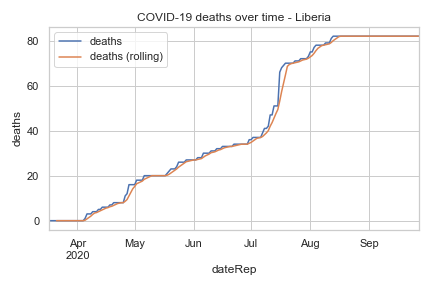 COVID-19 deaths over time - Liberia
deaths
deaths (rolling)
80
60
40
20
0
deaths
Apr
2020
May
Jun
Jul
Aug
Sep
dateRep